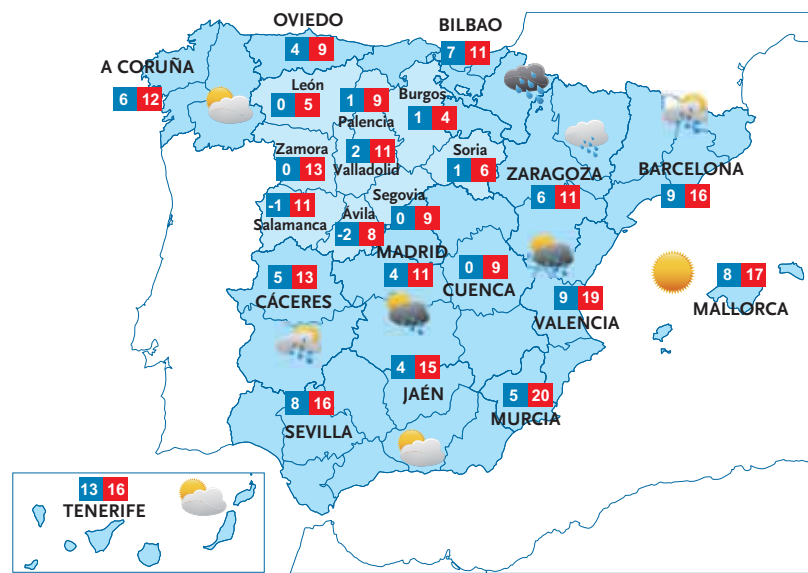 OVIEDO
4 9
BILBAO
7 11
A CORUÑA
6 12
León
0 5
1 9
Palencia
Burgos
1 4
Zamora
0 13
2 11
Valladolid
Soria
1 6
ZARAGOZA
6 11
BARCELONA
9 16
-1 11
Salamanca
Ávila
-2 8
Segovia
0 9
MADRID
4 11
0 9
CUENCA
5 13
CÁCERES
9 19
VALENCIA
8 17
MALLORCA
4 15
JAÉN
8 16
SEVILLA
5 20
MURCIA
13 16
TENERIFE